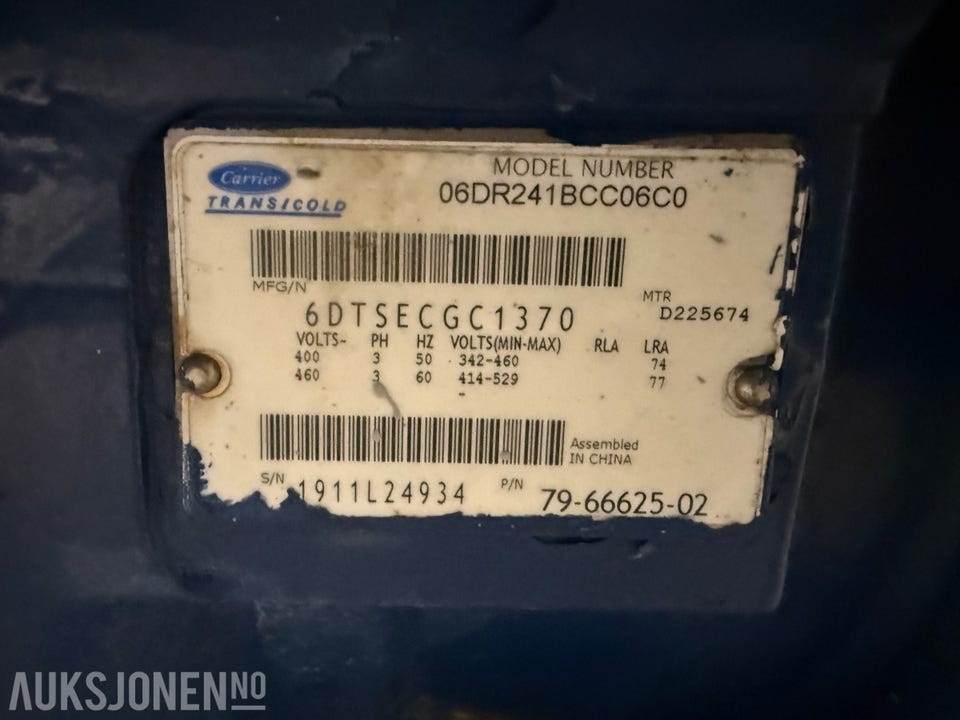 Carrier
TRANSICOLD
MODEL NUMBER
06DR241BCC06C0
MFG/N
6DTSECGC1370
MTR
D225674
VOLTS~ PH HZ VOLTS(MIN-MAX) RLA LRA
400 3 50 342-460 74
460 3 60 414-529 77
-
Assembled
IN CHINA
S/N 1911L24934 P/N 79-66625-02
AUKSJONEN.NO